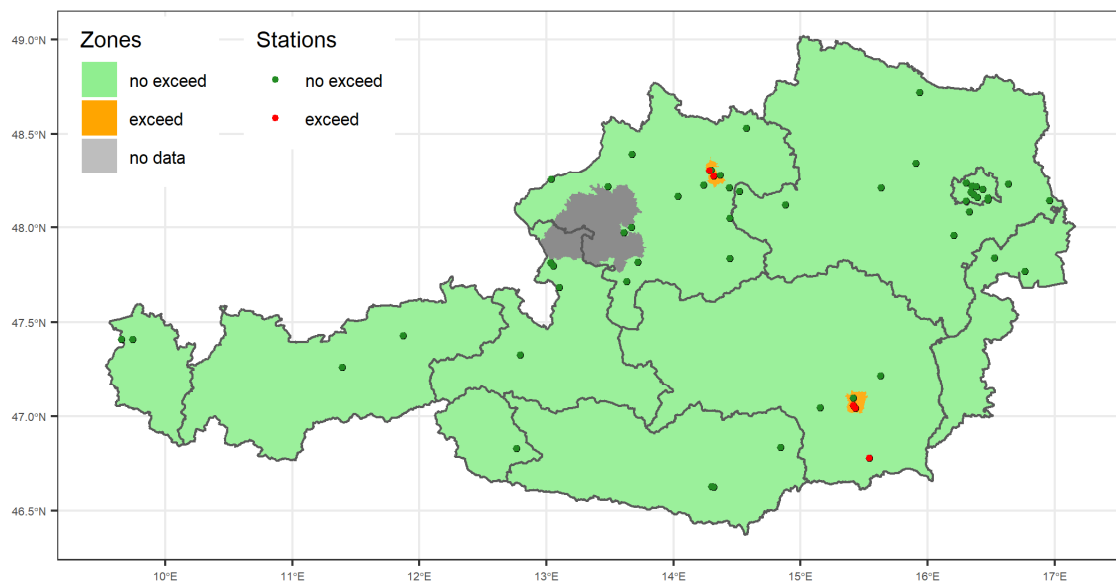 Zones
no exceed
exceed
no data
Stations
no exceed
exceed
49.0°N
48.5°N
48.0°N
47.5°N
47.0°N
46.5°N
10°E 11°E 12°E 13°E 14°E 15°E 16°E 17°E